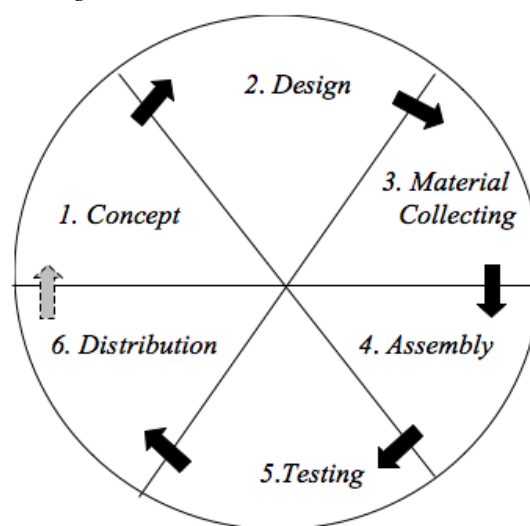 2. Design
3. Material
Collecting
1. Concept
6. Distribution
4. Assembly
5.Testing